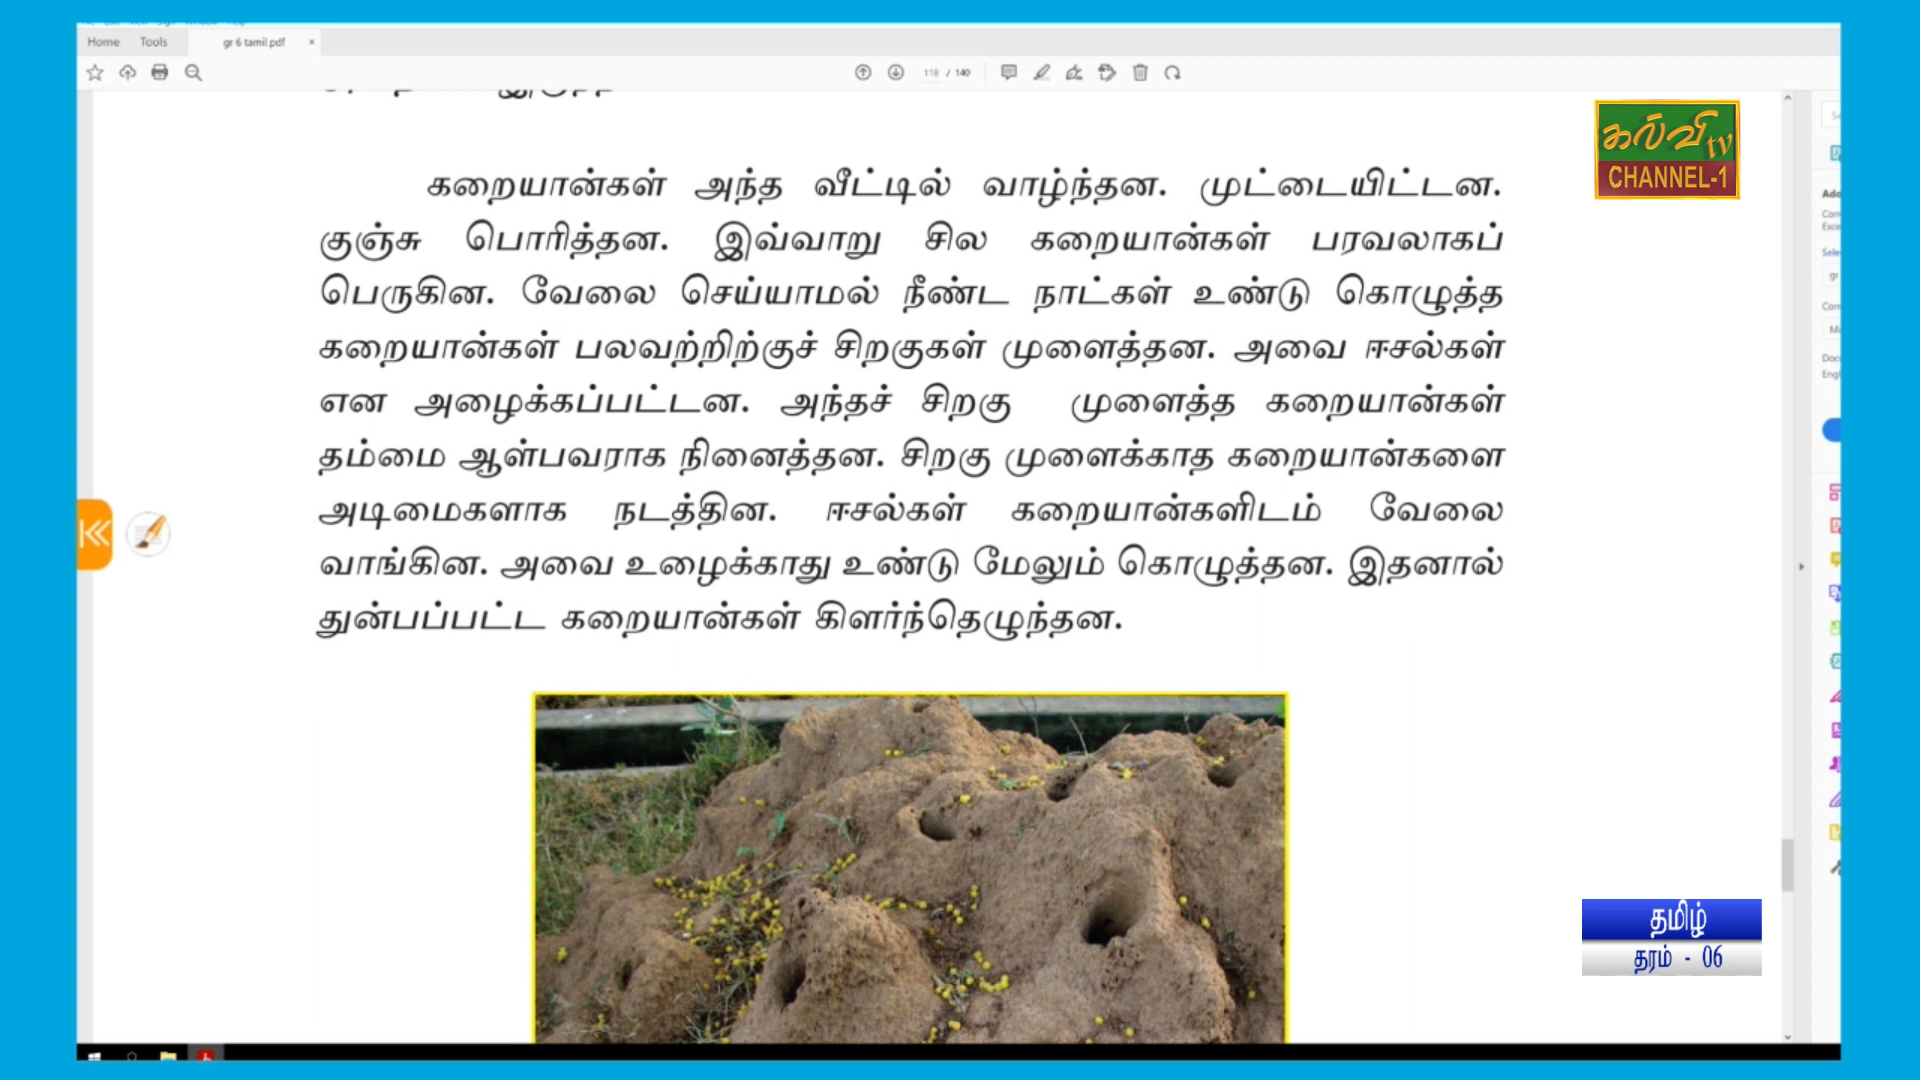 Home Tools gr 6 tamil.pdf ×
118 / 140
கறையான்கள் அந்த வீட்டில் வாழ்ந்தன. முட்டையிட்டன.
குஞ்சு பொரித்தன. இவ்வாறு சில கறையான்கள் பரவலாகப்
பெருகின. வேலை செய்யாமல் நீண்ட நாட்கள் உண்டு கொழுத்த
கறையான்கள் பலவற்றிற்குச் சிறகுகள் முளைத்தன. அவை ஈசல்கள்
என அழைக்கப்பட்டன. அந்தச் சிறகு முளைத்த கறையான்கள்
தம்மை ஆள்பவராக நினைத்தன. சிறகு முளைக்காத கறையான்களை
அடிமைகளாக நடத்தின. ஈசல்கள் கறையான்களிடம் வேலை
வாங்கின. அவை உழைக்காது உண்டு மேலும் கொழுத்தன. இதனால்
துன்பப்பட்ட கறையான்கள் கிளர்ந்தெழுந்தன.
கல்வி tv
CHANNEL-1
தமிழ்
தரம் - 06